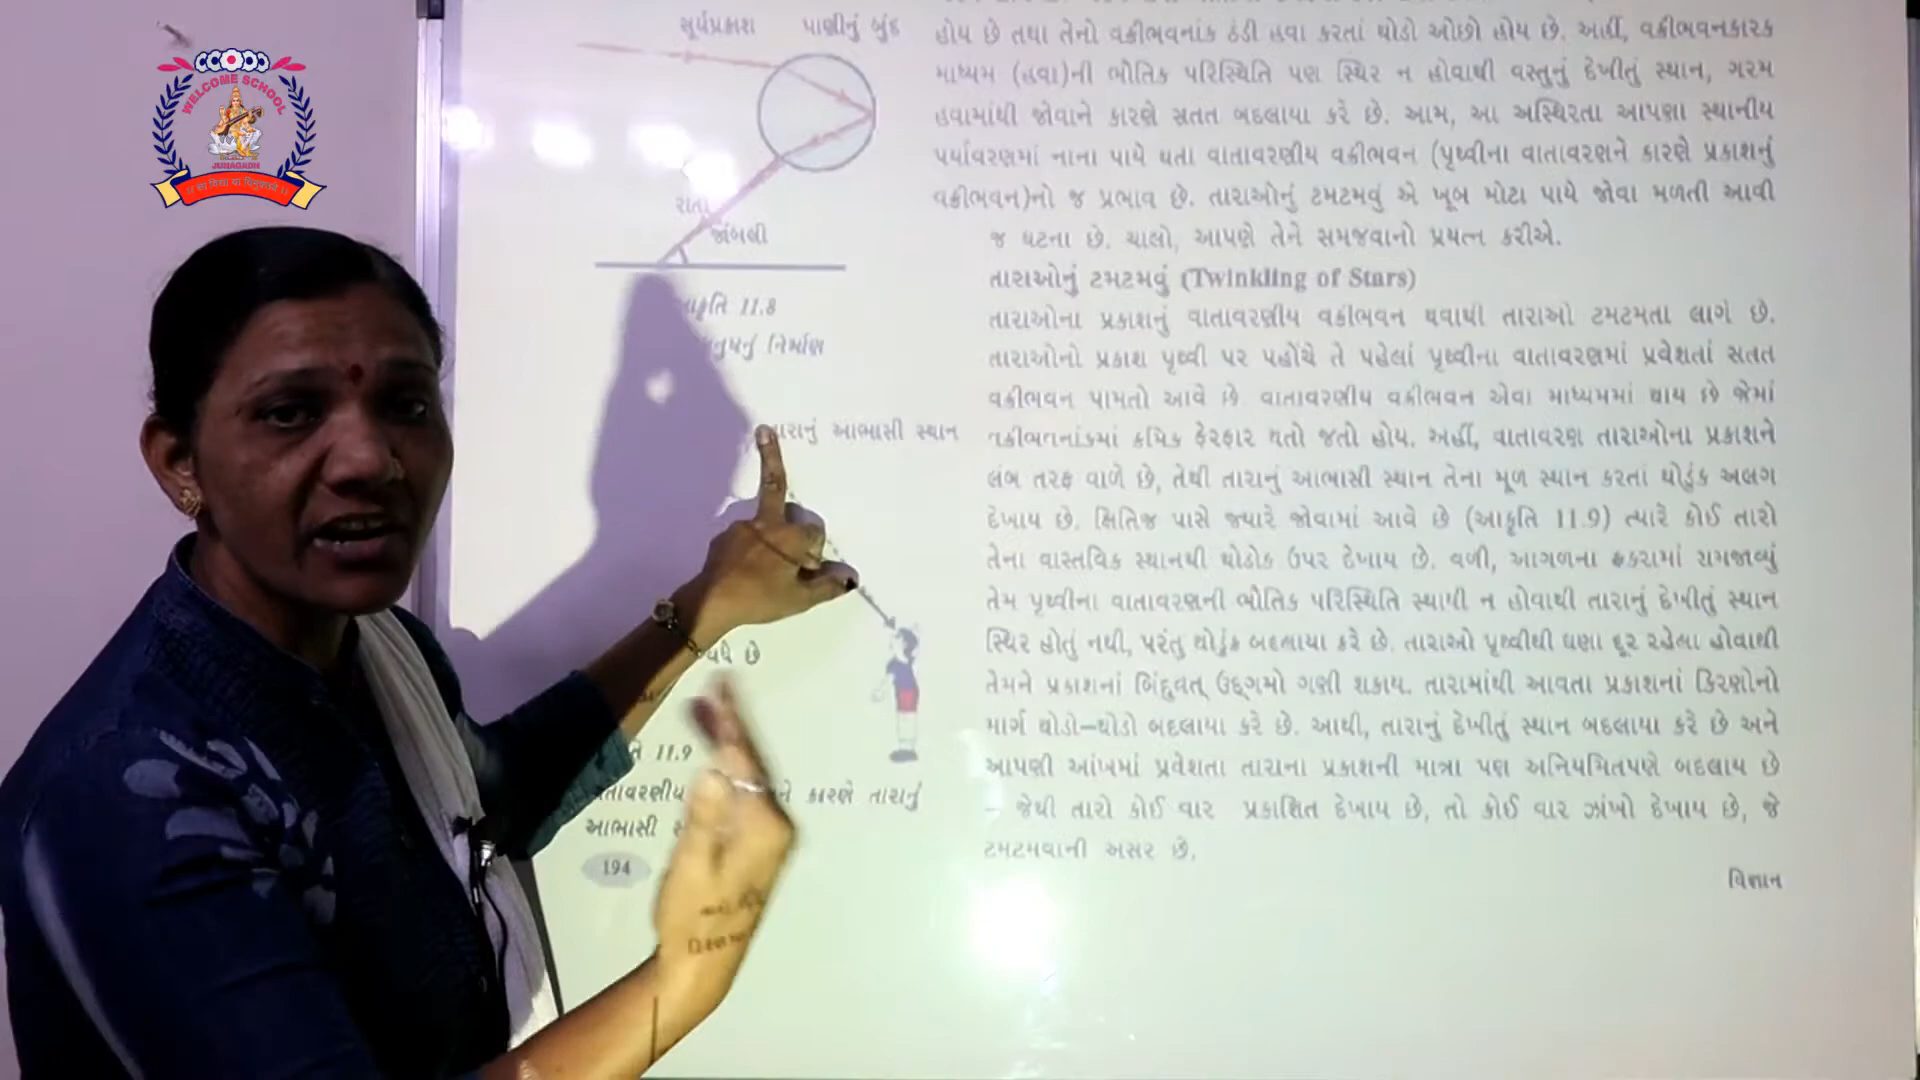 WELCOME SCHOOL
JUNAGADH
|| सा विद्या या विमुक्तये ||
સૂર્યપ્રકાશ પાણીનું બુંદ
રાતો
જાંબલી
આકૃતિ 11.8
નિર્માણ
તારાનું આભાસી સ્થાન
વધે છે
11.9
કારણે તારાનું
આભાસી
194
હોય છે તથા તેનો વક્રીભવનાંક ઠંડી હવા કરતાં થોડો ઓછો હોય છે. અહીં, વક્રીભવનકારક
માધ્યમ (હવા)ની ભૌતિક પરિસ્થિતિ પણ સ્થિર ન હોવાથી વસ્તુનું દેખીતું સ્થાન, ગરમ
હવામાંથી જોવાને કારણે સતત બદલાયા કરે છે. આમ, આ અસ્થિરતા આપણા સ્થાનીય
પર્યાવરણમાં નાના પાયે થતા વાતાવરણીય વક્રીભવન (પૃથ્વીના વાતાવરણને કારણે પ્રકાશનું
વક્રીભવન)નો જ પ્રભાવ છે. તારાઓનું ટમટમવું એ ખૂબ મોટા પાયે જોવા મળતી આવી
જ ઘટના છે. ચાલો, આપણે તેને સમજવાનો પ્રયત્ન કરીએ.
તારાઓનું ટમટમવું (Twinkling of Stars)
તારાઓના પ્રકાશનું વાતાવરણીય વક્રીભવન થવાથી તારાઓ ટમટમતા લાગે છે.
તારાઓનો પ્રકાશ પૃથ્વી પર પહોંચે તે પહેલાં પૃથ્વીના વાતાવરણમાં પ્રવેશતાં સતત
વક્રીભવન પામતો આવે છે. વાતાવરણીય વક્રીભવન એવા માધ્યમમાં થાય છે જેમાં
વક્રીભવનાંકમાં ક્રમિક ફેરફાર થતો જતો હોય. અહીં, વાતાવરણ તારાઓના પ્રકાશને
લંબ તરફ વાળે છે, તેથી તારાનું આભાસી સ્થાન તેના મૂળ સ્થાન કરતાં થોડુંક અલગ
દેખાય છે. ક્ષિતિજ પાસે જ્યારે જોવામાં આવે છે (આકૃતિ 11.9) ત્યારે કોઈ તારો
તેના વાસ્તવિક સ્થાનથી થોડોક ઉપર દેખાય છે. વળી, આગળના ફકરામાં સમજાવ્યું
તેમ પૃથ્વીના વાતાવરણની ભૌતિક પરિસ્થિતિ સ્થાયી ન હોવાથી તારાનું દેખીતું સ્થાન
સ્થિર હોતું નથી, પરંતુ થોડુંક બદલાયા કરે છે. તારાઓ પૃથ્વીથી ઘણા દૂર રહેલા હોવાથી
તેમને પ્રકાશનાં બિંદુવત્ ઉદ્ગમો ગણી શકાય. તારામાંથી આવતા પ્રકાશનાં કિરણોનો
માર્ગ થોડો–થોડો બદલાયા કરે છે. આથી, તારાનું દેખીતું સ્થાન બદલાયા કરે છે અને
આપણી આંખમાં પ્રવેશતા તારાના પ્રકાશની માત્રા પણ અનિયમિતપણે બદલાય છે
– જેથી તારો કોઈ વાર પ્રકાશિત દેખાય છે, તો કોઈ વાર ઝાંખો દેખાય છે, જે
ટમટમવાની અસર છે.
વિજ્ઞાન